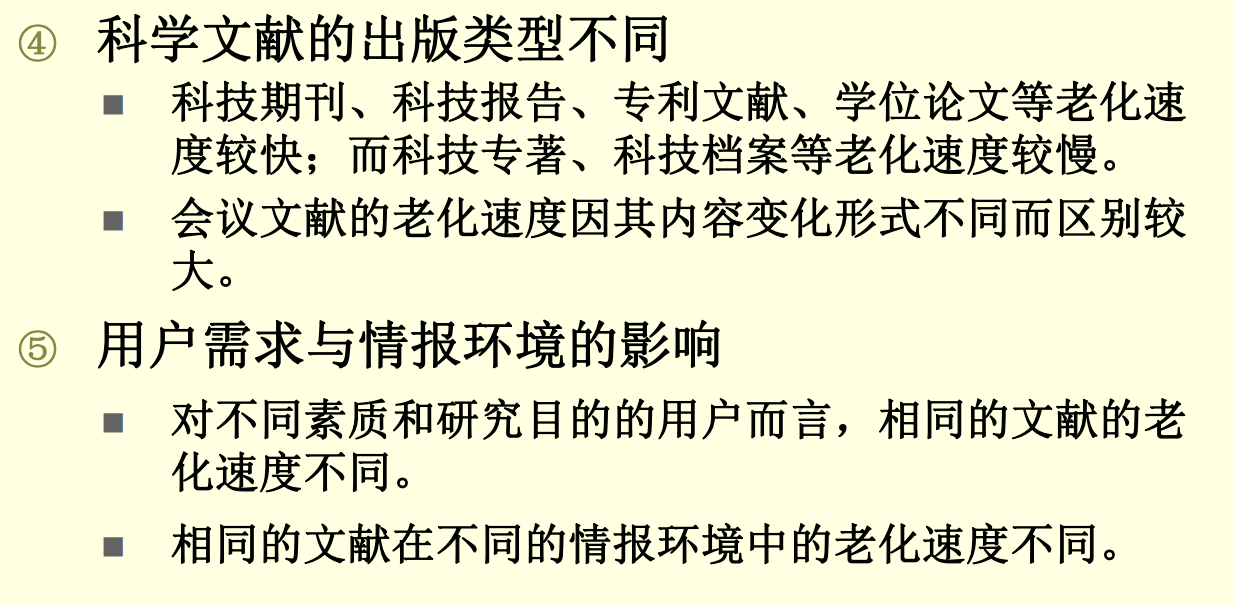 ④ 科学文献的出版类型不同
■ 科技期刊、科技报告、专利文献、学位论文等老化速
度较快；而科技专著、科技档案等老化速度较慢。
■ 会议文献的老化速度因其内容变化形式不同而区别较
大。
⑤ 用户需求与情报环境的影响
■ 对不同素质和研究目的的用户而言，相同的文献的老
化速度不同。
■ 相同的文献在不同的情报环境中的老化速度不同。